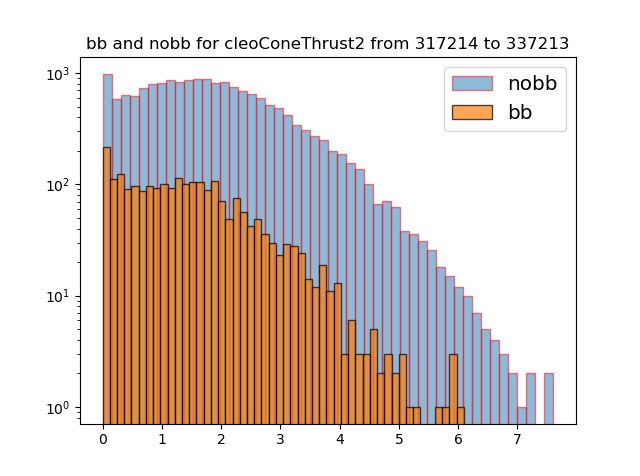 bb and nobb for cleoConeThrust2 from 317214 to 337213
nobb
bb
10³
10²
10¹
10⁰
0 1 2 3 4 5 6 7